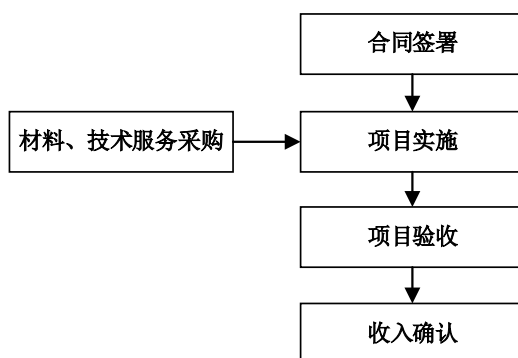 合同签署
材料、技术服务采购
项目实施
项目验收
收入确认